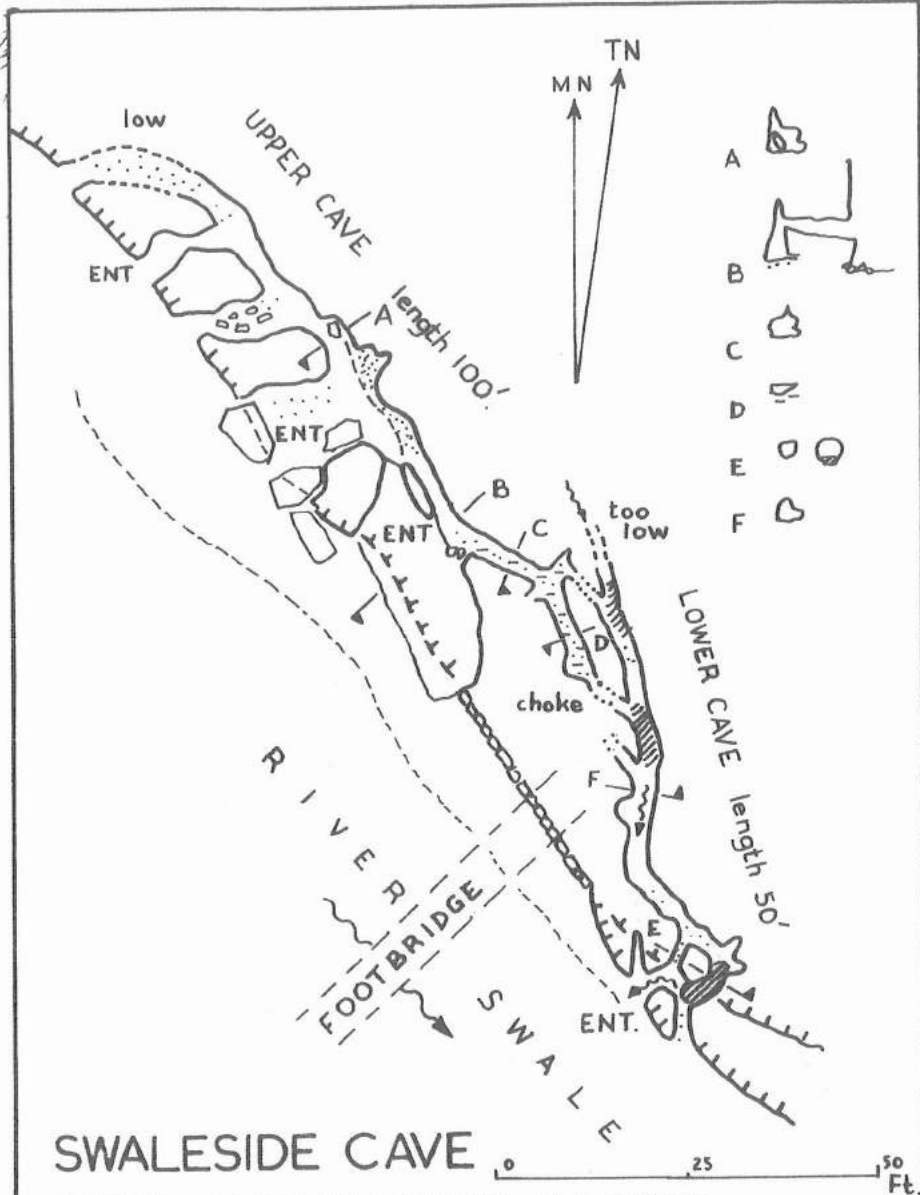 TN
MN
low
UPPER CAVE
length 100'
A
B
C
D
E
F
ENT
A
ENT
B
C
ENT
too
low
D
LOWER CAVE length 50'
choke
F
RIVER SWALE
FOOTBRIDGE
E
ENT.
SWALESIDE CAVE
0 25 50
Ft.